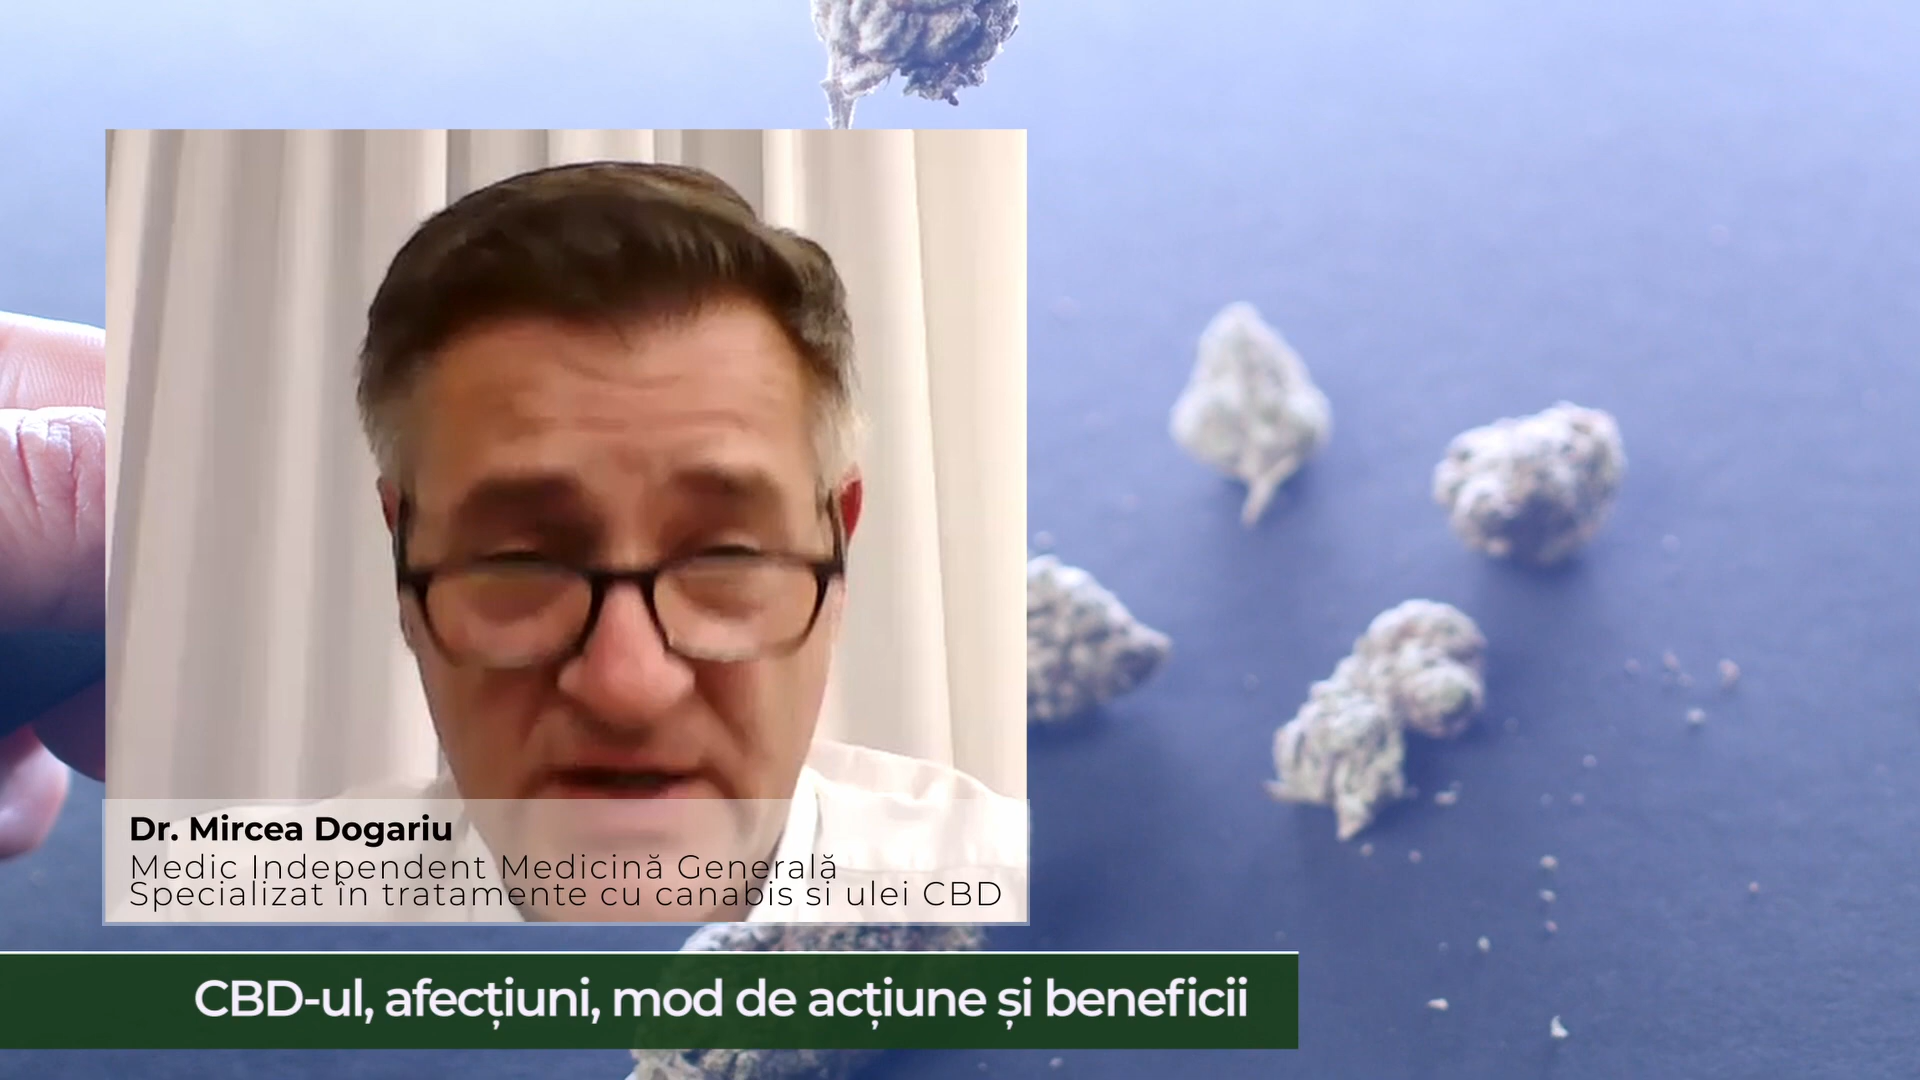 Dr. Mircea Dogariu
Medic Independent Medicină Generală
Specializat în tratamente cu canabis si ulei CBD
CBD-ul, afecțiuni, mod de acțiune și beneficii